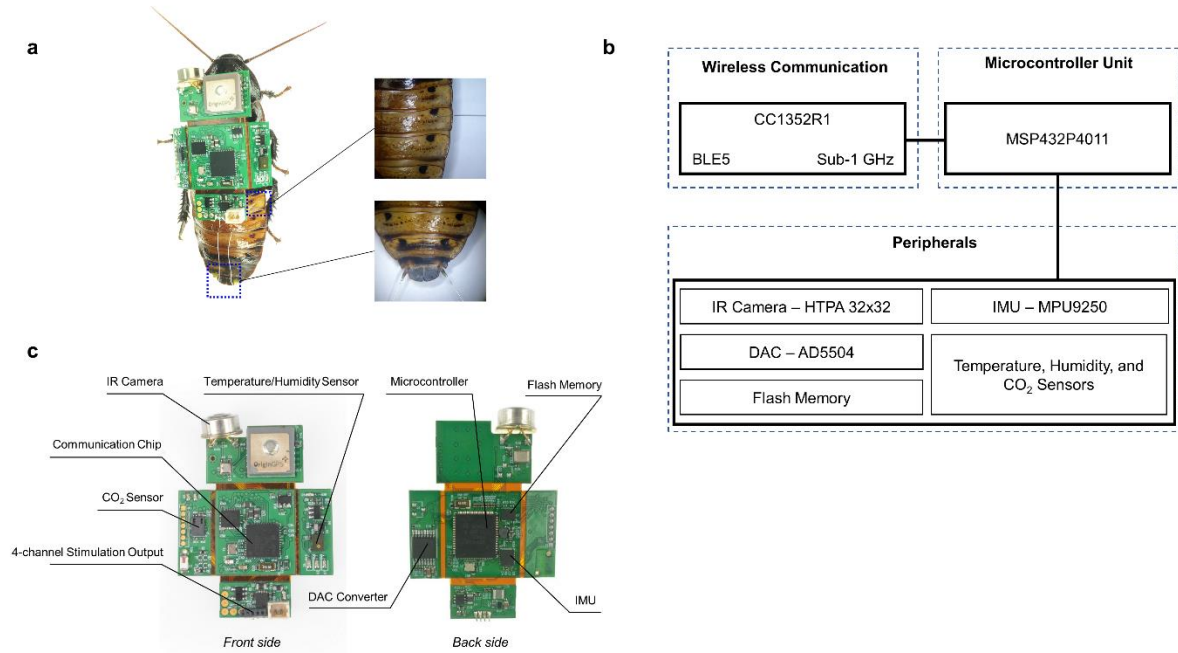 a
b
Wireless Communication
CC1352R1
BLE5
Sub-1 GHz
Microcontroller Unit
MSP432P4011
Peripherals
IR Camera – HTPA 32x32
IMU – MPU9250
DAC – AD5504
Temperature, Humidity, and
CO₂ Sensors
Flash Memory
c
IR Camera
Temperature/Humidity Sensor
Microcontroller
Flash Memory
Communication Chip
CO₂ Sensor
4-channel Stimulation Output
DAC Converter
IMU
Front side
Back side
OriginGPS